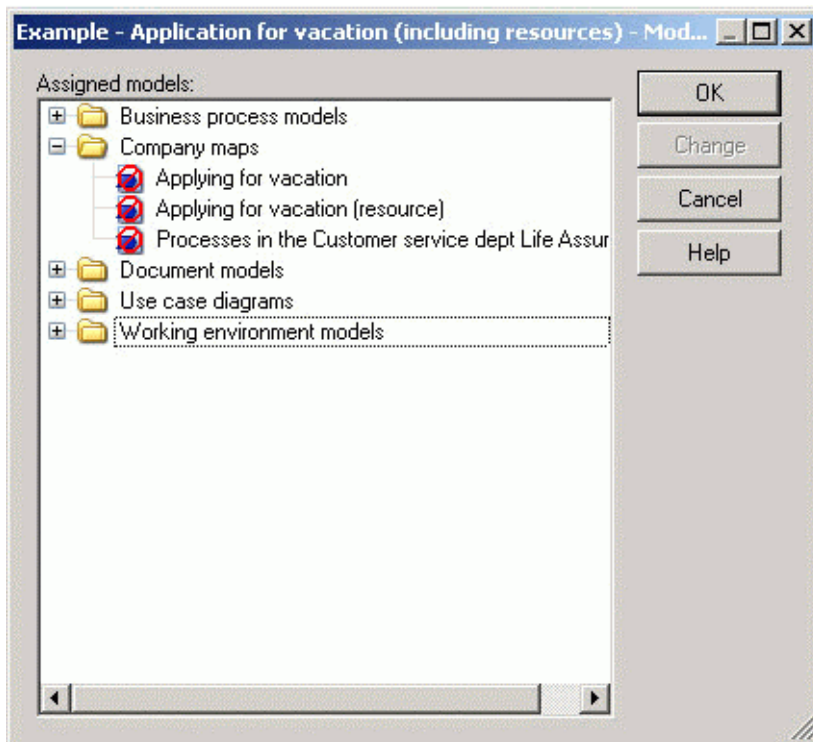 Example - Application for vacation (including resources) - Mod...
Assigned models:
Business process models
Company maps
Applying for vacation
Applying for vacation (resource)
Processes in the Customer service dept Life Assur
Document models
Use case diagrams
Working environment models
OK
Change
Cancel
Help